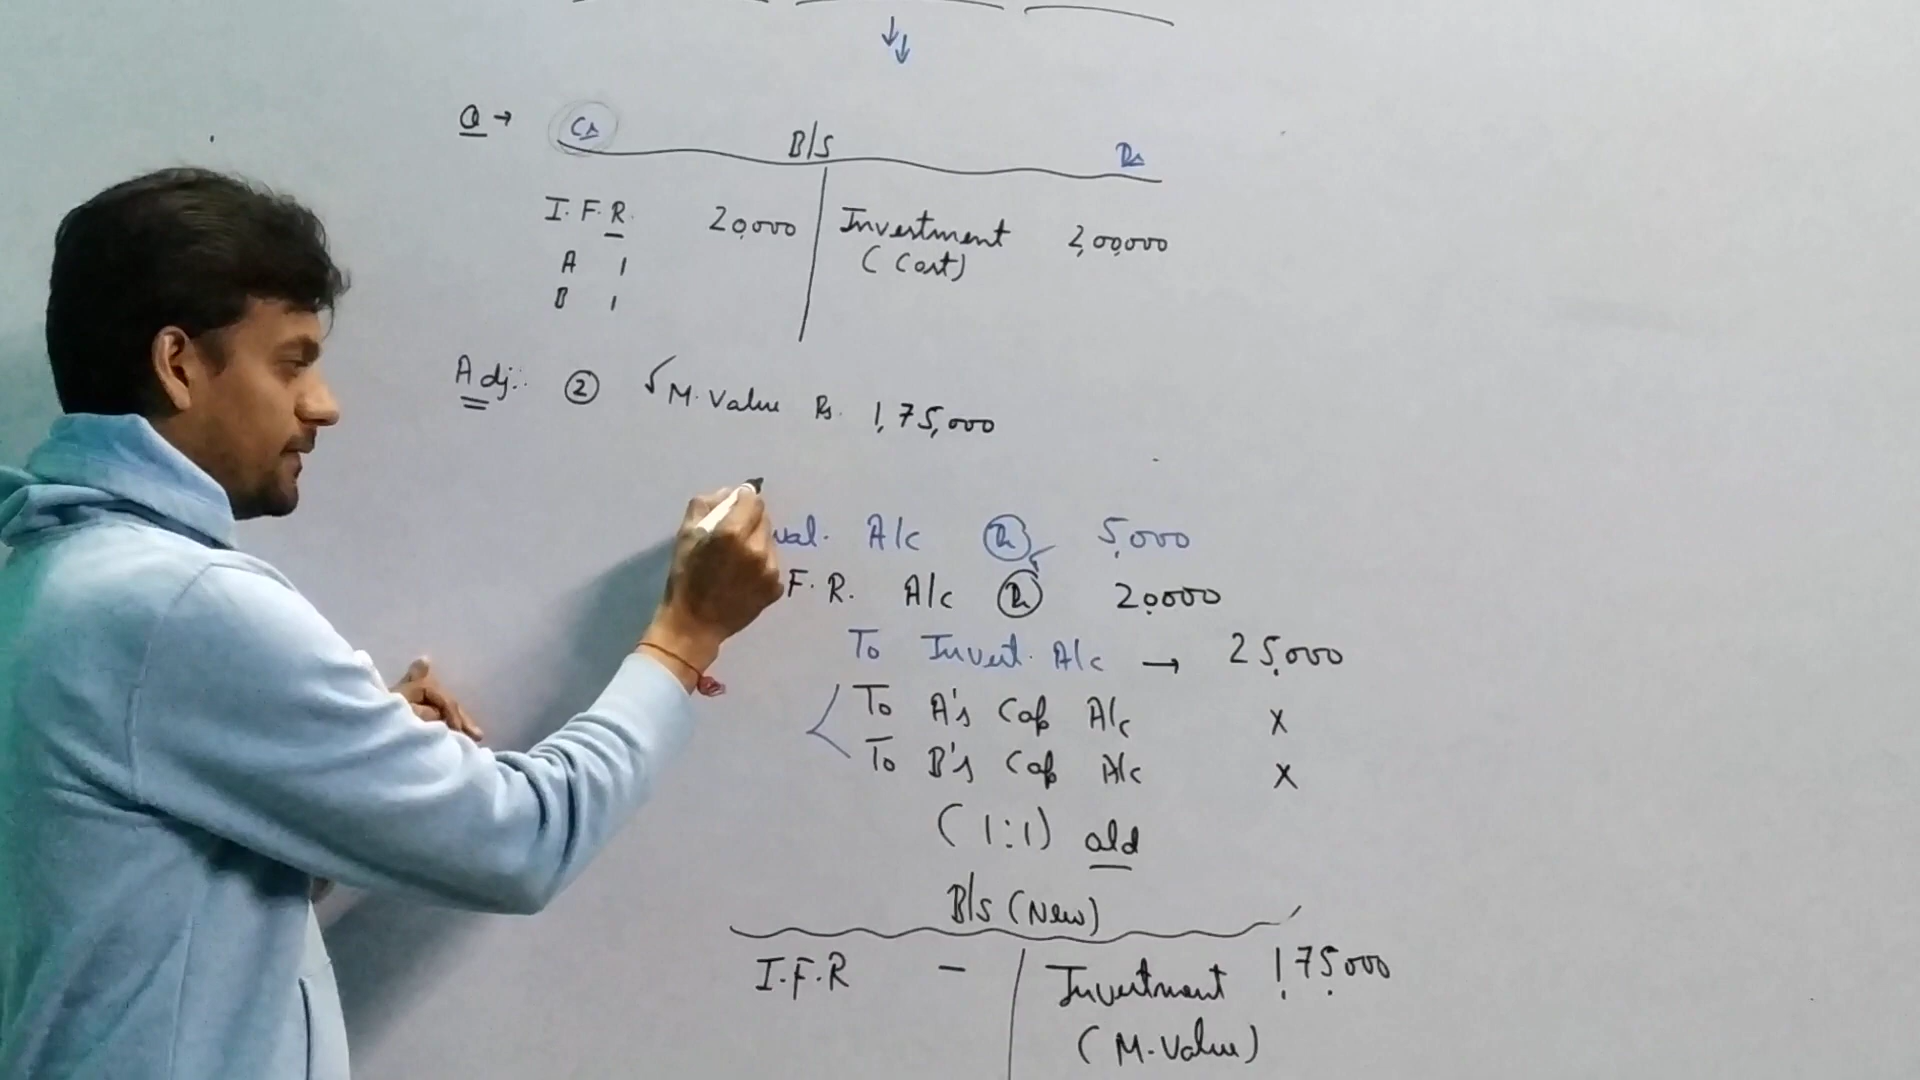 Q → Cr B/S Dr
I.F.R. 20,000 Investment 2,00,000
A 1 (Cost)
B 1
Adj: ② √ M. Value Rs. 1,75,000
val. A/c Dr 5,000
F.R. A/c Dr 20,000
To Invest. A/c → 25,000
To A's Cap A/c X
To B's Cap A/c X
(1:1) old
B/S (New)
I.F.R — Investment 1,75,000
(M. Value)